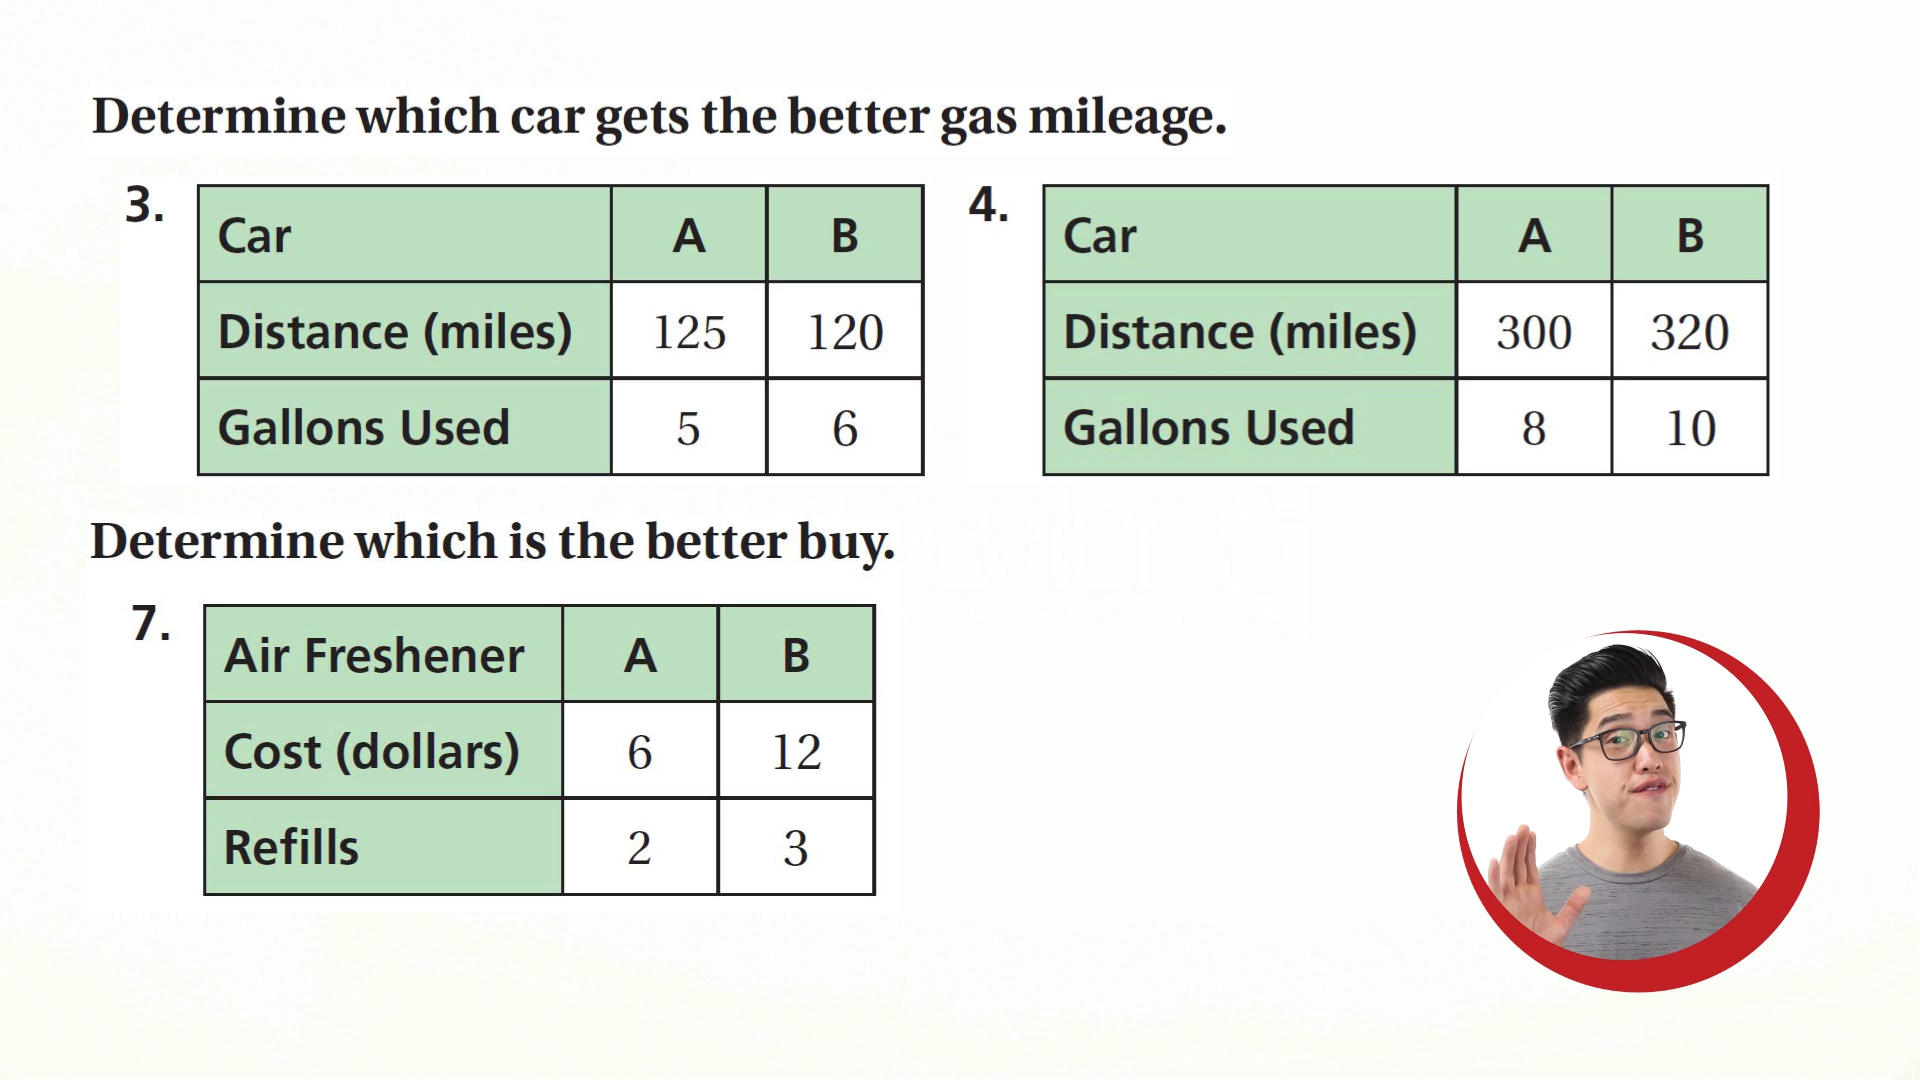 Determine which car gets the better gas mileage.
3.
Car A B
Distance (miles) 125 120
Gallons Used 5 6
4.
Car A B
Distance (miles) 300 320
Gallons Used 8 10
Determine which is the better buy.
7.
Air Freshener A B
Cost (dollars) 6 12
Refills 2 3